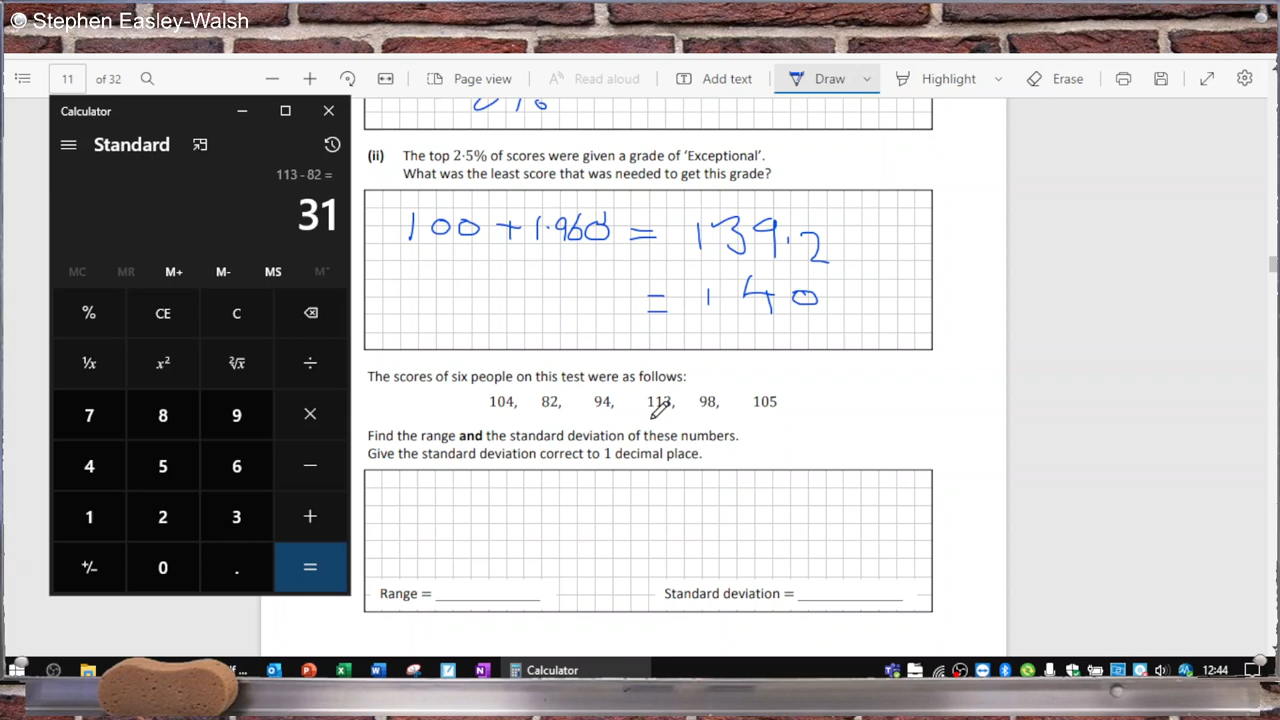 © Stephen Easley-Walsh
11 of 32
Page view
Read aloud
Add text
Draw
Highlight
Erase
Calculator
Standard
113 - 82 =
31
MC MR M+ M- MS M˅
% CE C
⅟x x² ²√x ÷
7 8 9 ×
4 5 6 −
1 2 3 +
+/− 0 . =
(ii) The top 2·5% of scores were given a grade of ‘Exceptional’.
What was the least score that was needed to get this grade?
100 + 1.960 = 139.2
= 140
The scores of six people on this test were as follows:
104, 82, 94, 113, 98, 105
Find the range and the standard deviation of these numbers.
Give the standard deviation correct to 1 decimal place.
Range = ____________ Standard deviation = ____________
Calculator
12:44